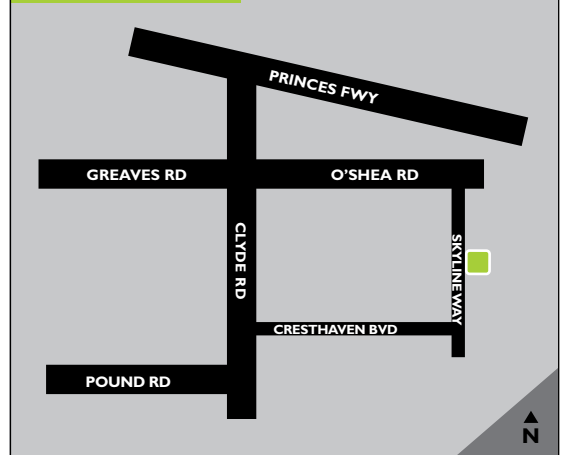 PRINCES FWY
GREAVES RD
O'SHEA RD
CLYDE RD
SKYLINE WAY
CRESTHAVEN BVD
POUND RD
N